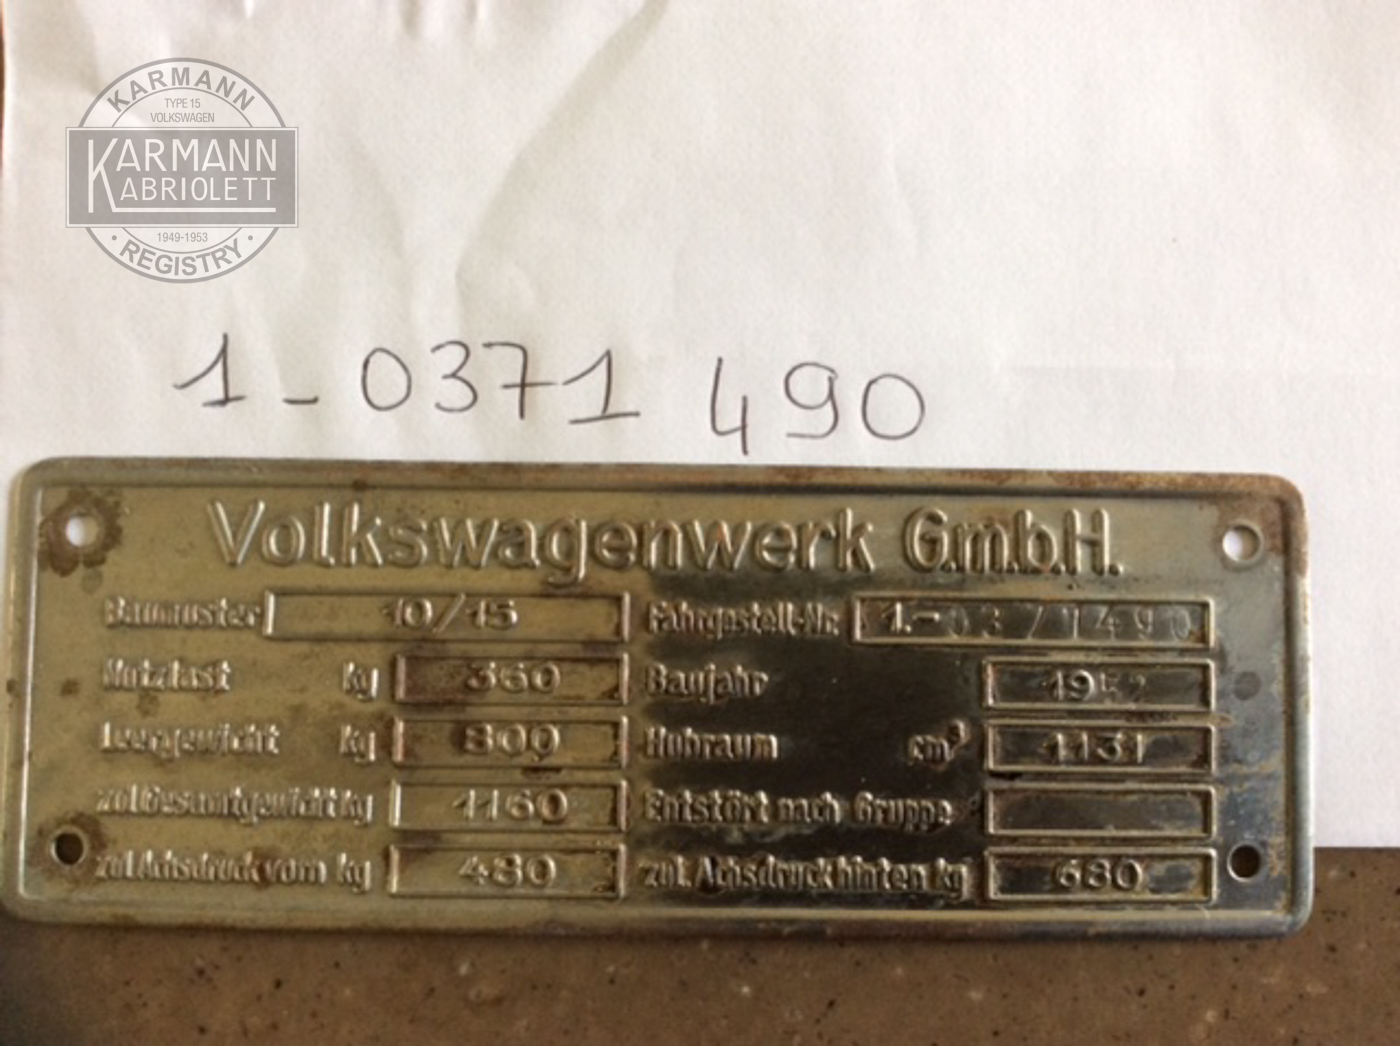 KARMANN
TYPE 15
VOLKSWAGEN
KARMANN
KABRIOLETT
1949-1953
REGISTRY
1-0371 490
Volkswagenwerk G.m.b.H.
Baumuster 10/15 Fahrgestell-Nr. 1.-0371490
Nutzlast kg 360 Baujahr 1952
Leergewicht kg 800 Hubraum cm³ 1131
zul.Gesamtgewicht kg 1160 Entstört nach Gruppe
zul.Achsdruck vorn kg 480 zul.Achsdruck hinten kg 680